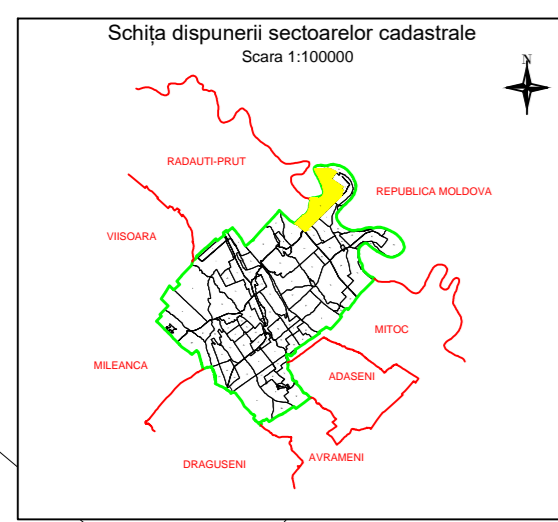 Schița dispunerii sectoarelor cadastrale
Scara 1:100000
N
RADAUTI-PRUT
REPUBLICA MOLDOVA
VIISOARA
MITOC
MILEANCA
ADASENI
AVRAMENI
DRAGUSENI